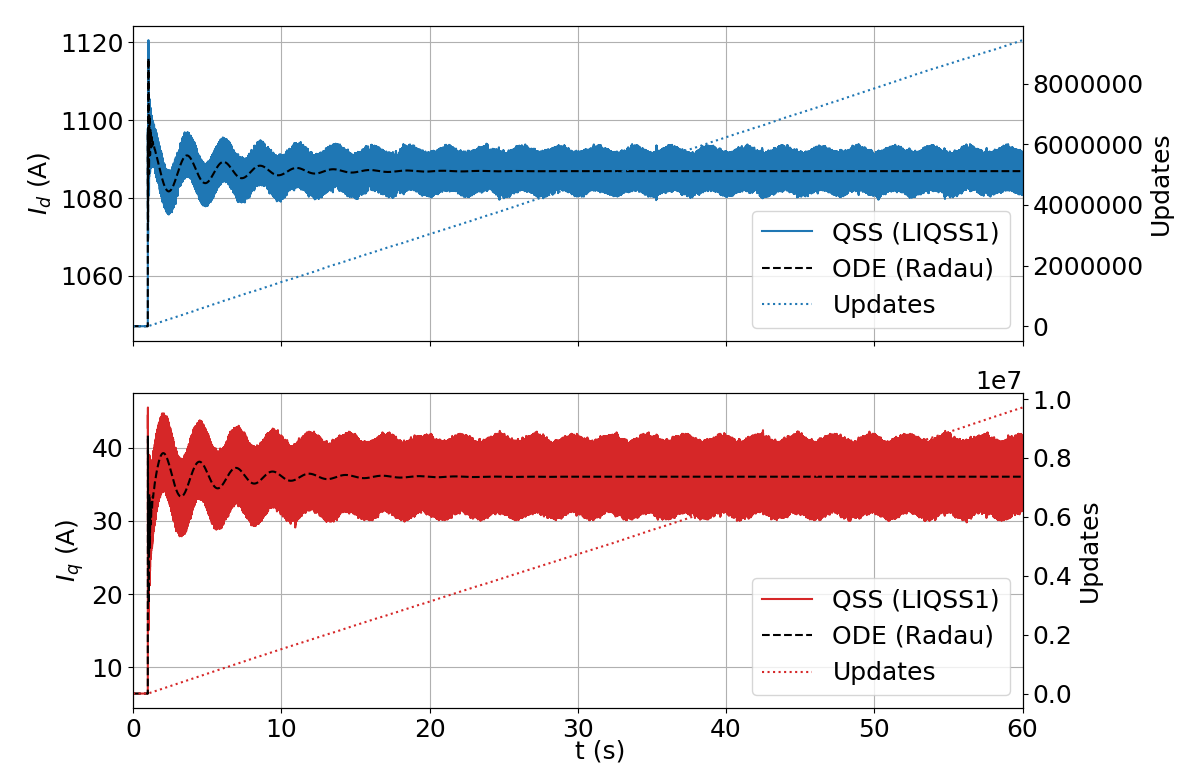 1120
1100
1080
1060
I_d (A)
8000000
6000000
4000000
2000000
0
Updates
QSS (LIQSS1)
ODE (Radau)
Updates
1e7
40
30
20
10
I_q (A)
1.0
0.8
0.6
0.4
0.2
0.0
Updates
QSS (LIQSS1)
ODE (Radau)
Updates
0 10 20 30 40 50 60
t (s)